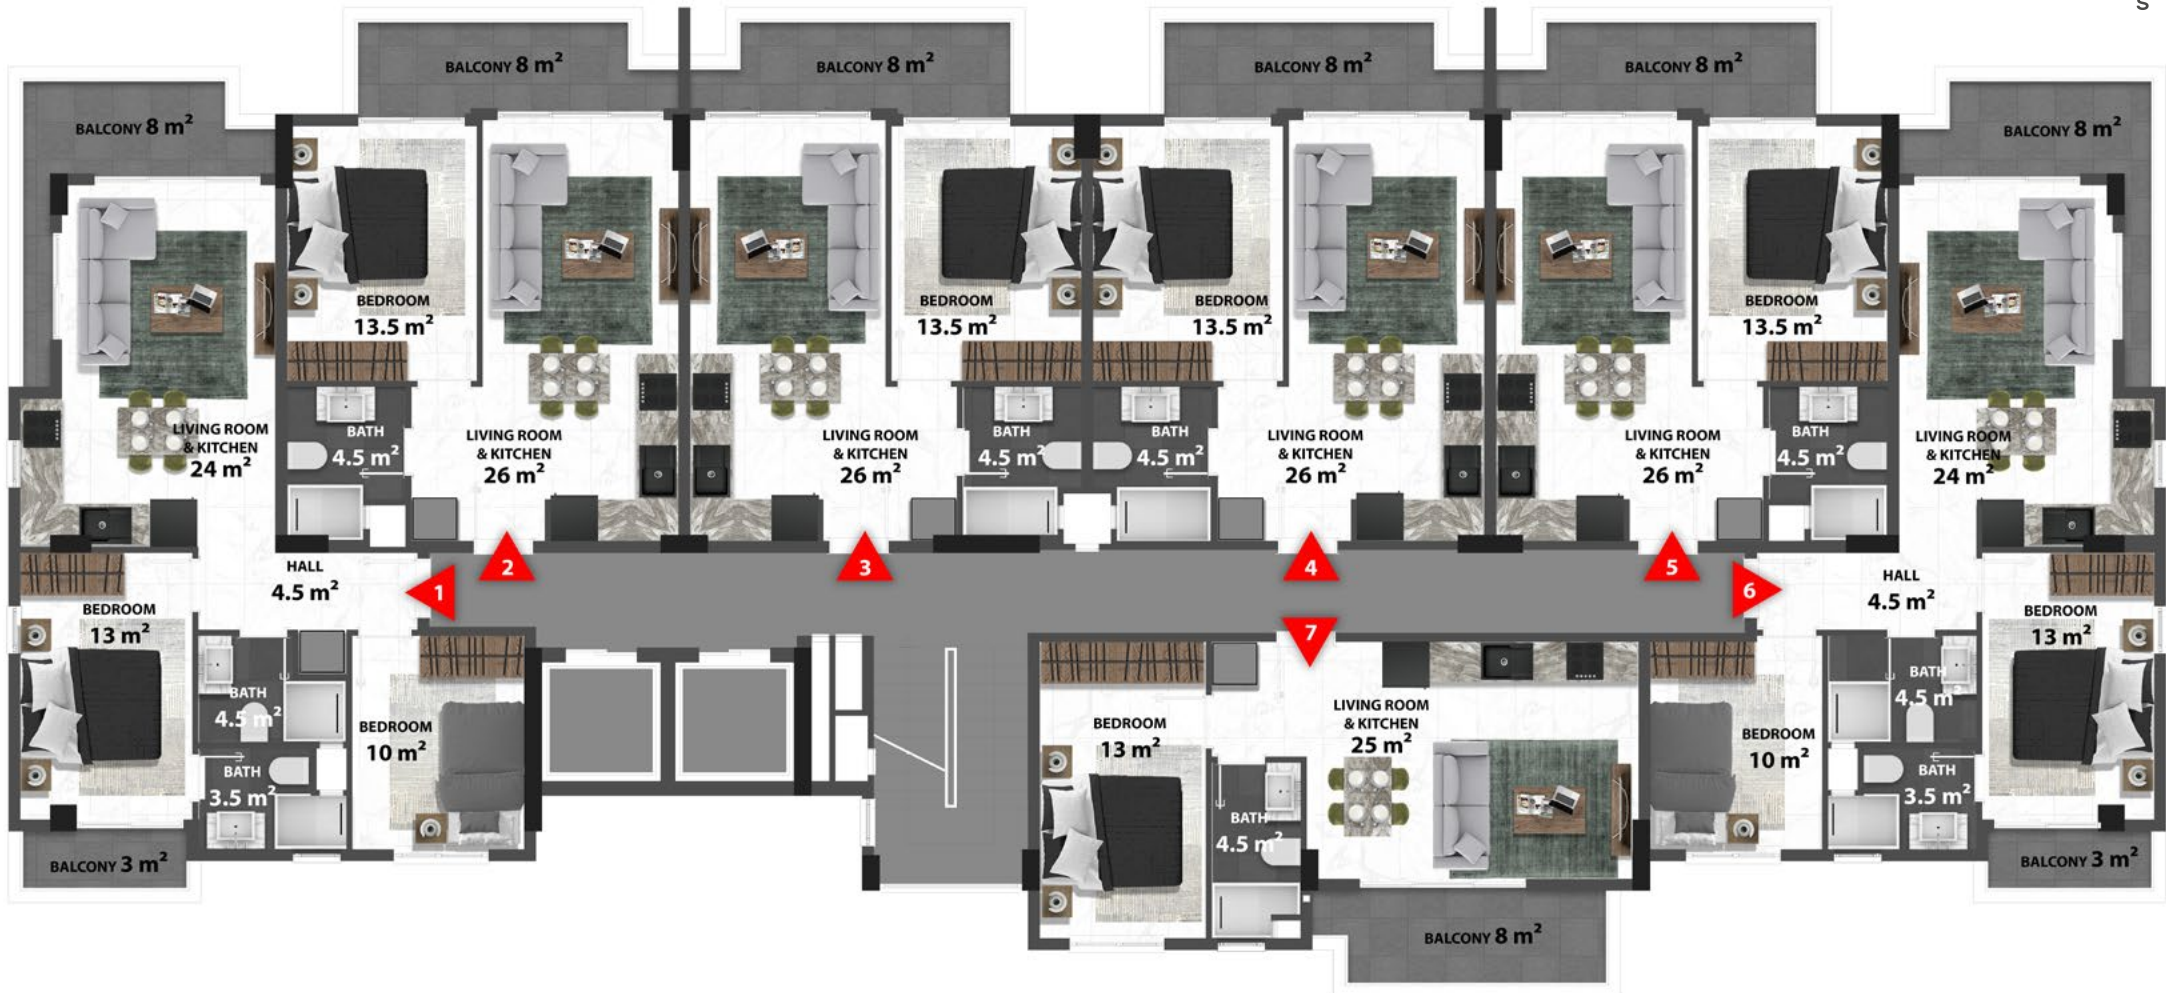 s
BALCONY 8 m²
BALCONY 8 m²
BALCONY 8 m²
BALCONY 8 m²
BALCONY 8 m²
BALCONY 8 m²
BEDROOM
13.5 m²
BEDROOM
13.5 m²
BEDROOM
13.5 m²
BEDROOM
13.5 m²
LIVING ROOM
& KITCHEN
24 m²
BATH
4.5 m²
LIVING ROOM
& KITCHEN
26 m²
LIVING ROOM
& KITCHEN
26 m²
BATH
4.5 m²
BATH
4.5 m²
LIVING ROOM
& KITCHEN
26 m²
LIVING ROOM
& KITCHEN
26 m²
BATH
4.5 m²
LIVING ROOM
& KITCHEN
24 m²
2
3
4
5
HALL
4.5 m²
1
6
HALL
4.5 m²
7
BEDROOM
13 m²
BEDROOM
13 m²
BATH
4.5 m²
BEDROOM
10 m²
BATH
3.5 m²
BEDROOM
13 m²
LIVING ROOM
& KITCHEN
25 m²
BATH
4.5 m²
BEDROOM
10 m²
BATH
4.5 m²
BATH
3.5 m²
BALCONY 3 m²
BALCONY 3 m²
BALCONY 8 m²